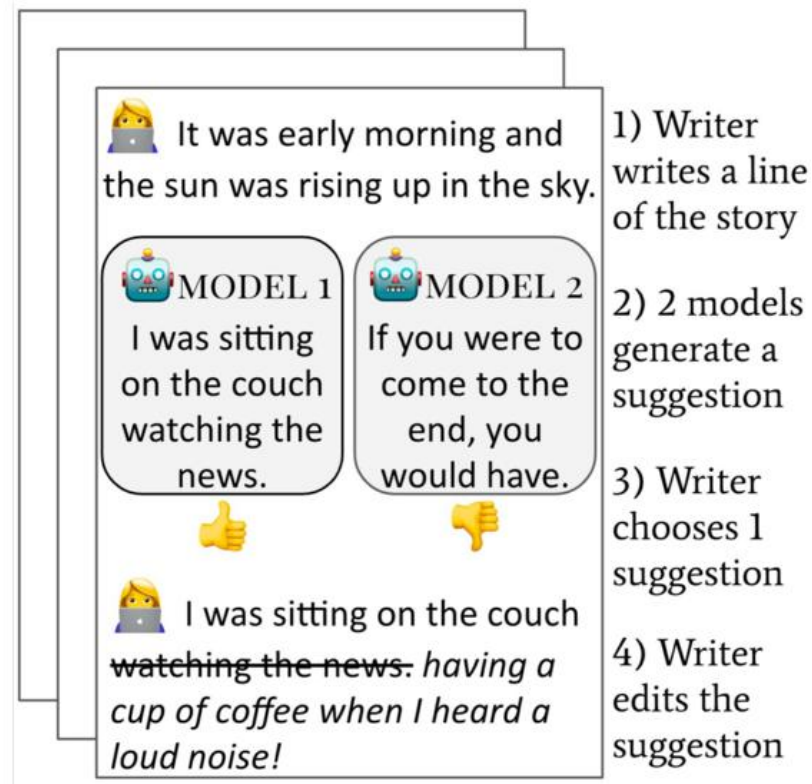 It was early morning and
the sun was rising up in the sky.
MODEL 1
I was sitting
on the couch
watching the
news.
MODEL 2
If you were to
come to the
end, you
would have.
I was sitting on the couch
watching the news. having a
cup of coffee when I heard a
loud noise!
1) Writer
writes a line
of the story
2) 2 models
generate a
suggestion
3) Writer
chooses 1
suggestion
4) Writer
edits the
suggestion